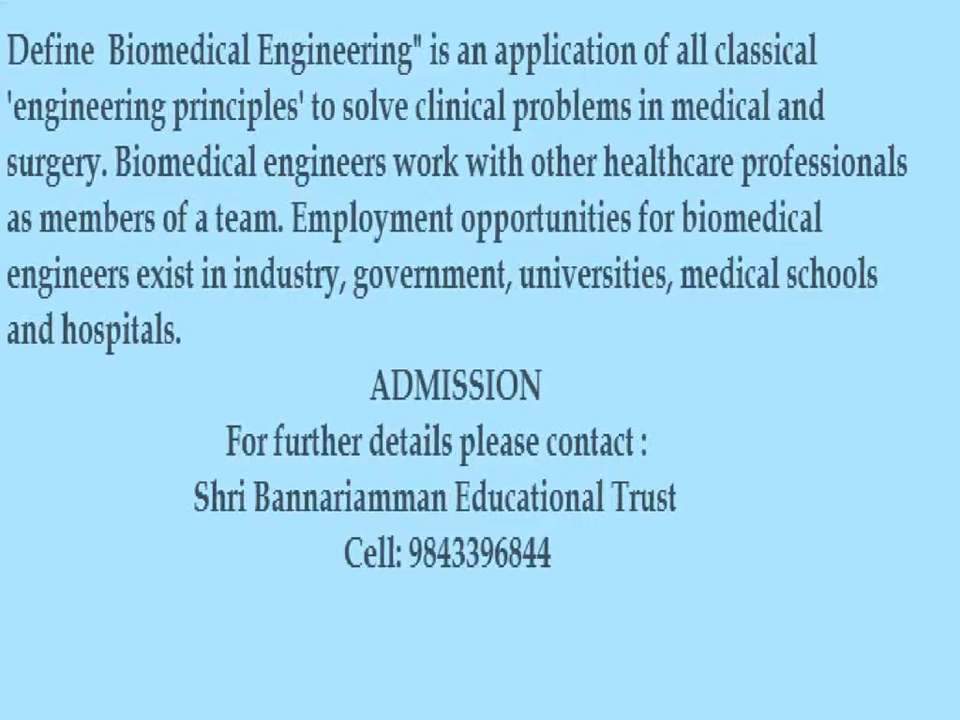 Define  Biomedical Engineering" is an application of all classical
'engineering principles' to solve clinical problems in medical and
surgery. Biomedical engineers work with other healthcare professionals
as members of a team. Employment opportunities for biomedical
engineers exist in industry, government, universities, medical schools
and hospitals.
ADMISSION
For further details please contact :
Shri Bannariamman Educational Trust
Cell: 9843396844